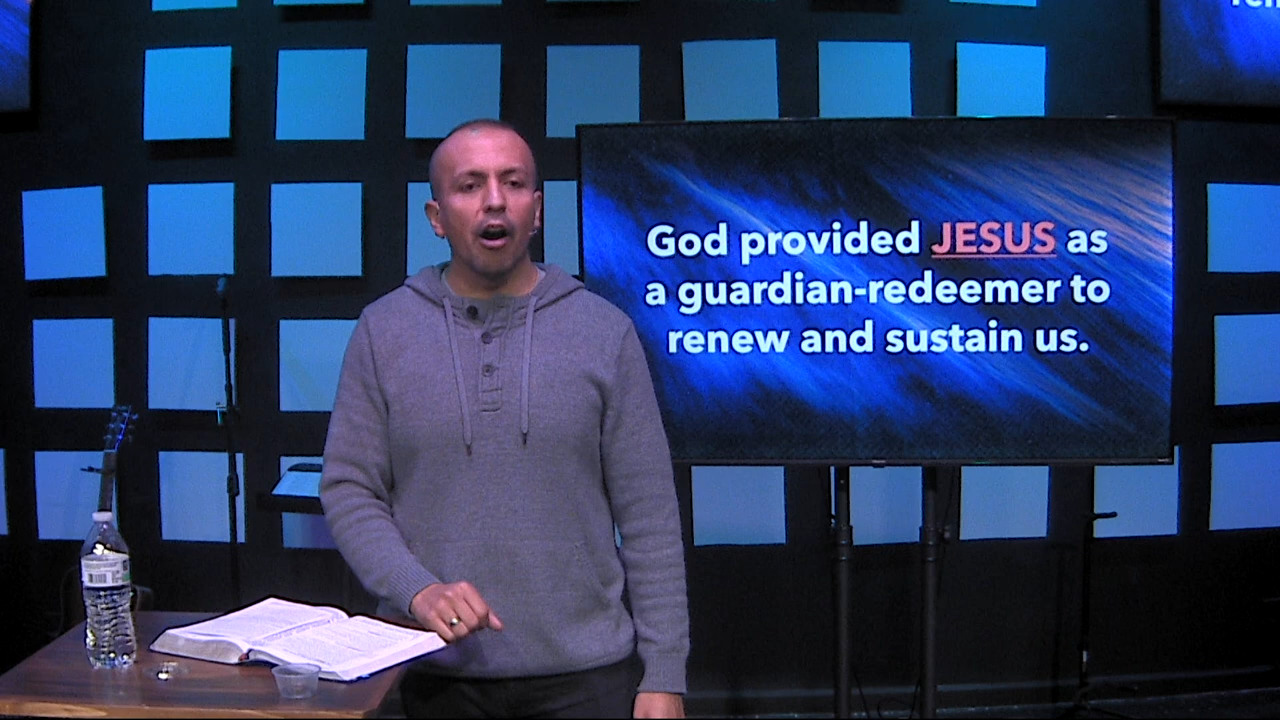 God provided JESUS as
a guardian-redeemer to
renew and sustain us.